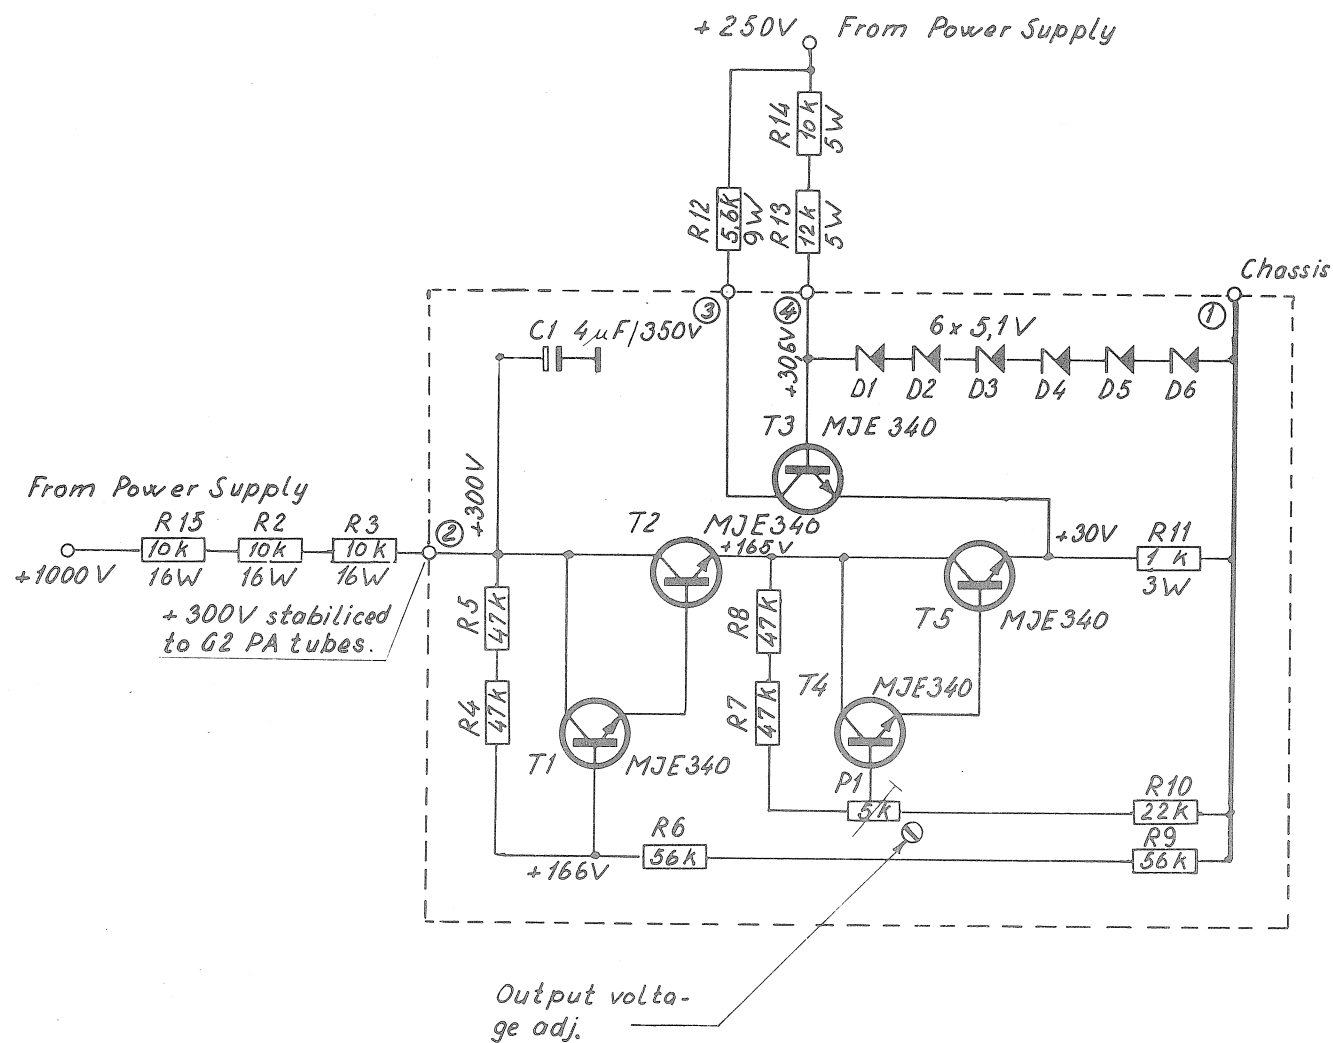 +250V From Power Supply
R14
10k
5W
R12
5,6k
9W
R13
12k
5W
Chassis
3
4
1
C1 4µF/350V
+30,6V
6x5,1V
D1 D2 D3 D4 D5 D6
T3 MJE 340
From Power Supply
R15 R2 R3
10k 10k 10k
16W 16W 16W
+1000V
2
+300V
T2 MJE340
+165V
+30V
R11
1k
3W
+300V stabiliced
to G2 PA tubes.
R5
47k
R8
47k
T5 MJE340
R4
47k
R7
47k
T4 MJE340
T1 MJE340
P1
5k
R10
22k
R6
56k
R9
56k
+166V
Output volta-
ge adj.